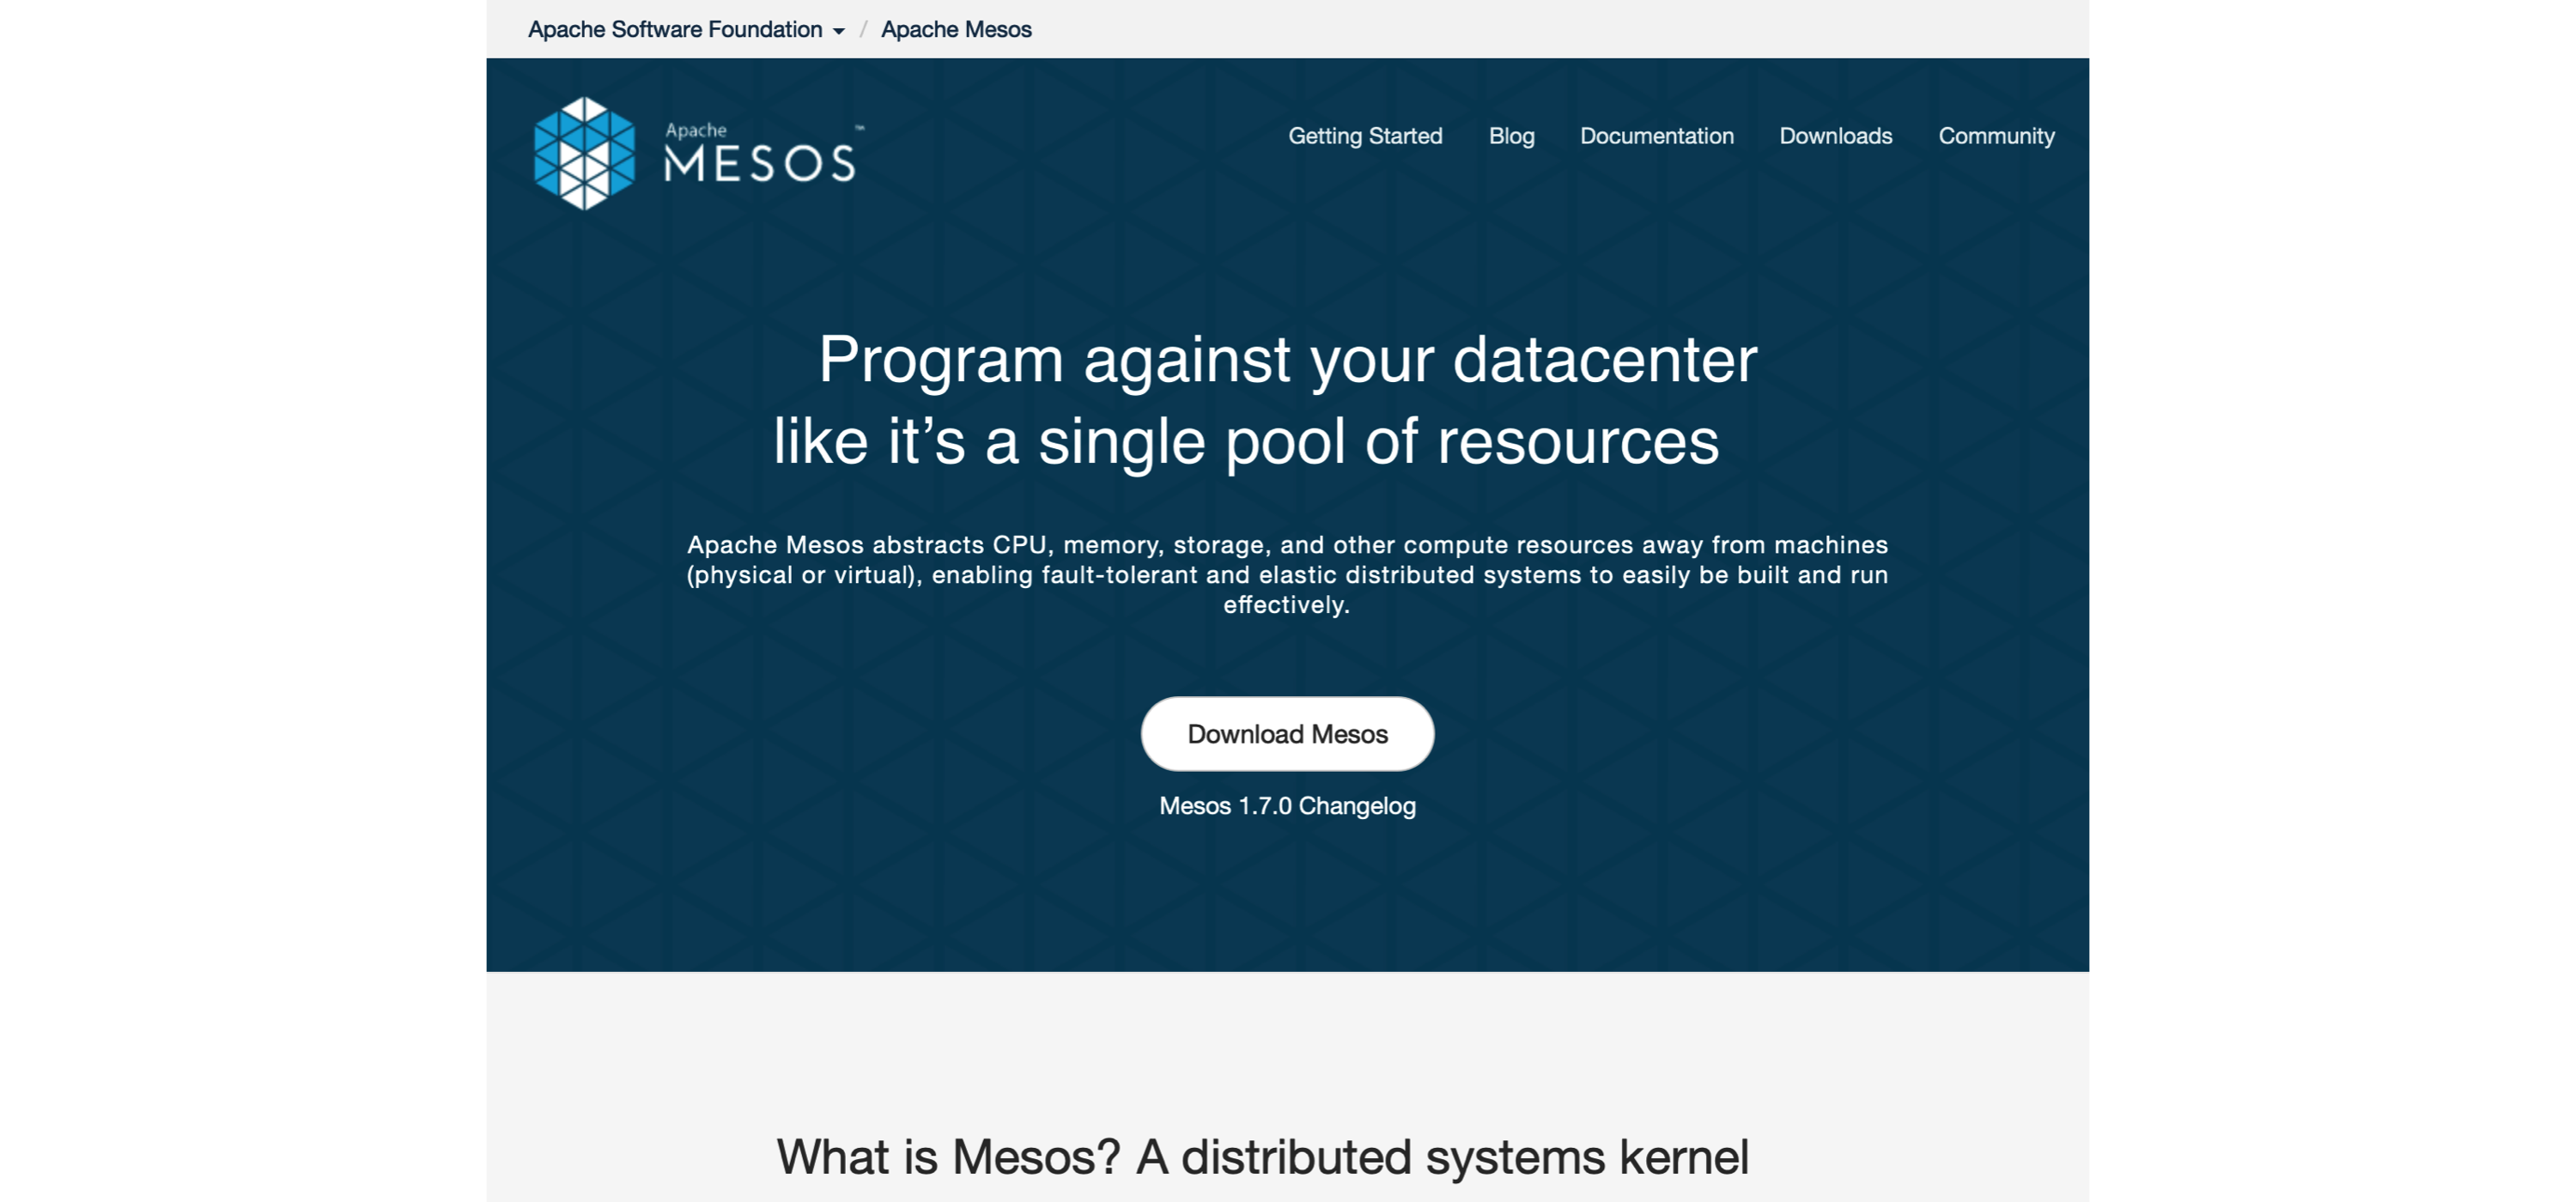 Apache Software Foundation / Apache Mesos
Apache
MESOS™
Getting Started Blog Documentation Downloads Community
Program against your datacenter
like it’s a single pool of resources
Apache Mesos abstracts CPU, memory, storage, and other compute resources away from machines
(physical or virtual), enabling fault-tolerant and elastic distributed systems to easily be built and run
effectively.
Download Mesos
Mesos 1.7.0 Changelog
What is Mesos? A distributed systems kernel